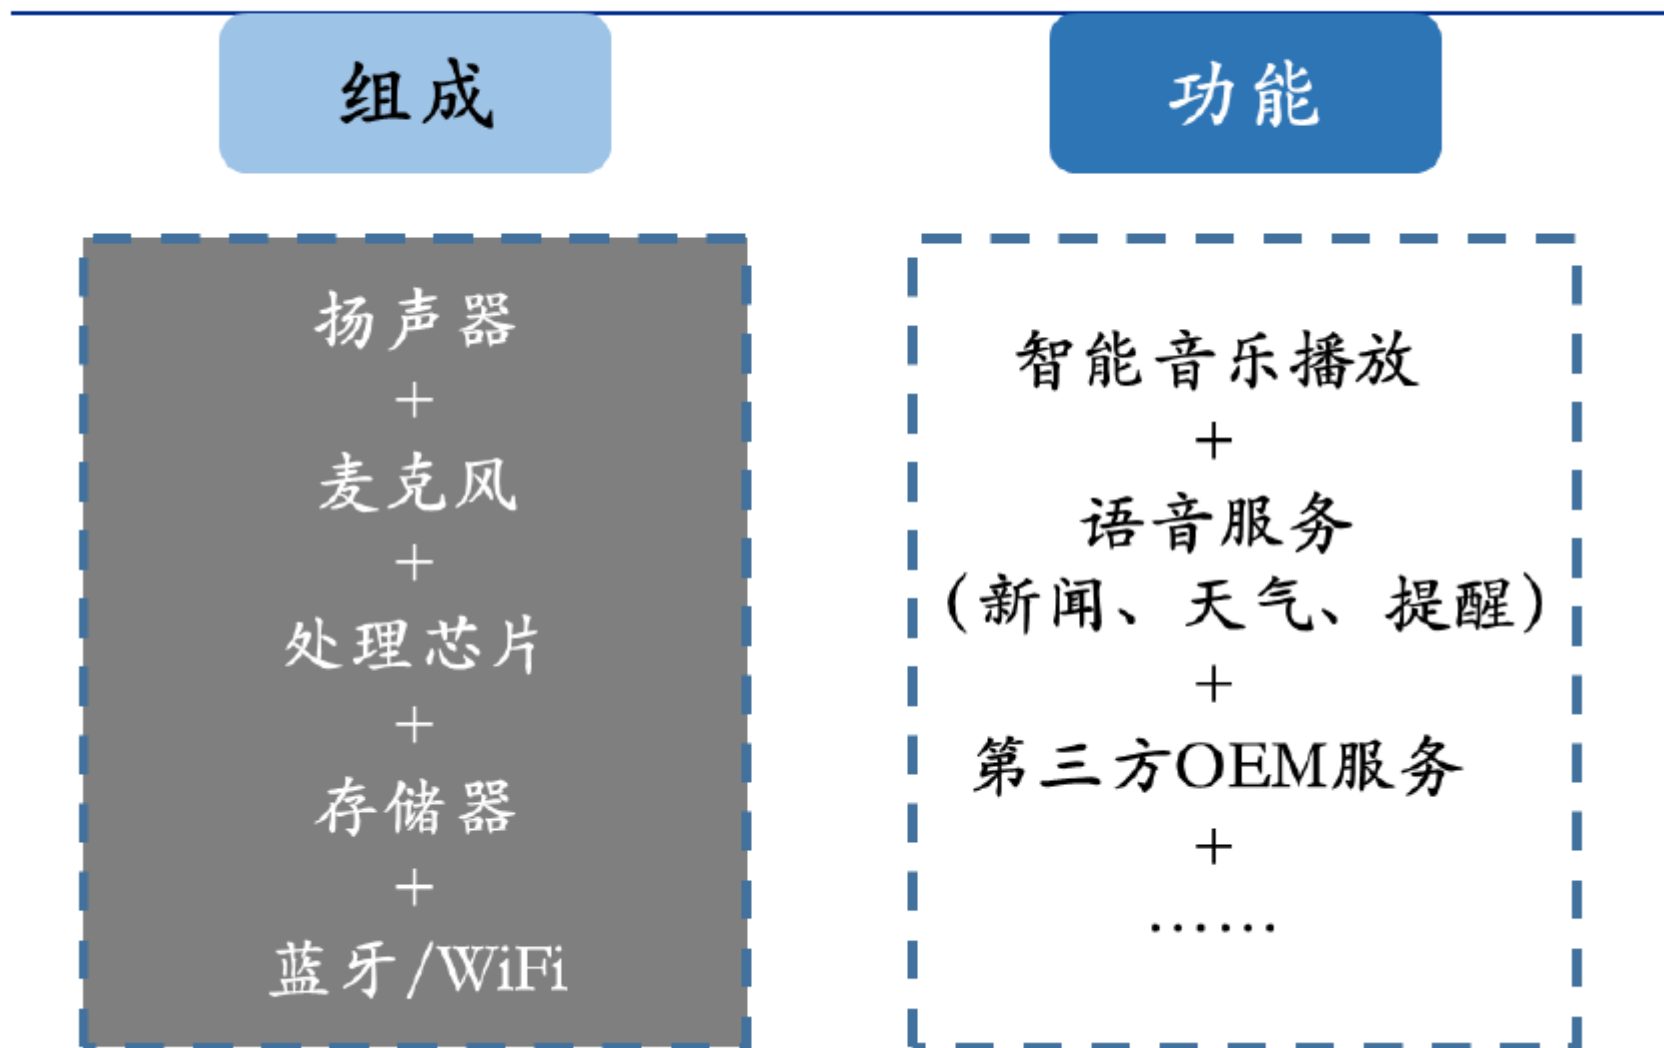 组成
扬声器
+
麦克风
+
处理芯片
+
存储器
+
蓝牙/WiFi
功能
智能音乐播放
+
语音服务
（新闻、天气、提醒）
+
第三方OEM服务
+
……